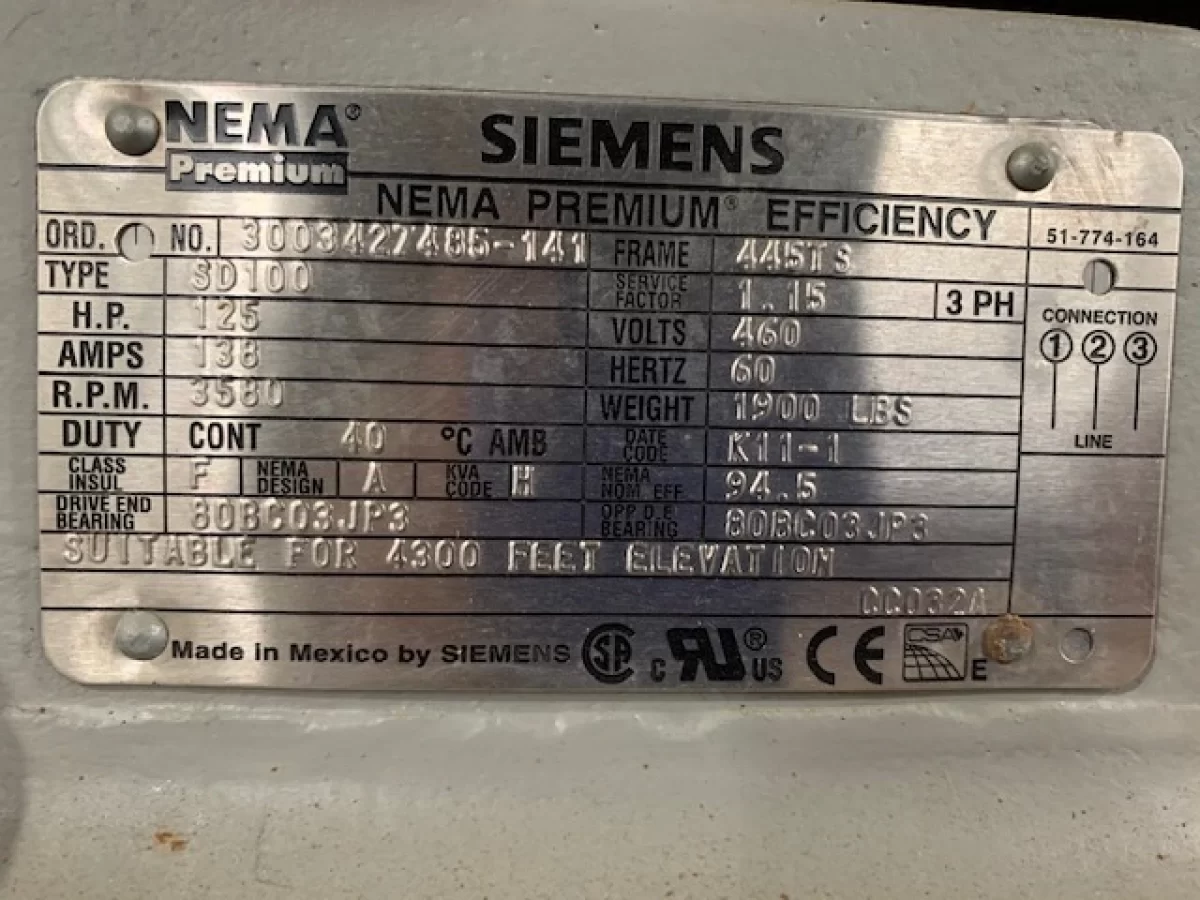 NEMA®
Premium
SIEMENS
NEMA PREMIUM® EFFICIENCY
51-774-164
ORD. NO. 3003427485-141 FRAME 445TS
TYPE SD100 SERVICE FACTOR 1.15 3 PH
H.P. 125 VOLTS 460
AMPS 138 HERTZ 60
R.P.M. 3580 WEIGHT 1900 LBS
DUTY CONT 40 °C AMB DATE CODE K11-1
CLASS INSUL F NEMA DESIGN A KVA CODE H NEMA NOM. EFF 94.5
DRIVE END BEARING 80BC03JP3 OPP D.E. BEARING 80BC03JP3
SUITABLE FOR 4300 FEET ELEVATION
CC032A
CONNECTION
1 2 3
LINE
Made in Mexico by SIEMENS SA C UR® US CE CSA E